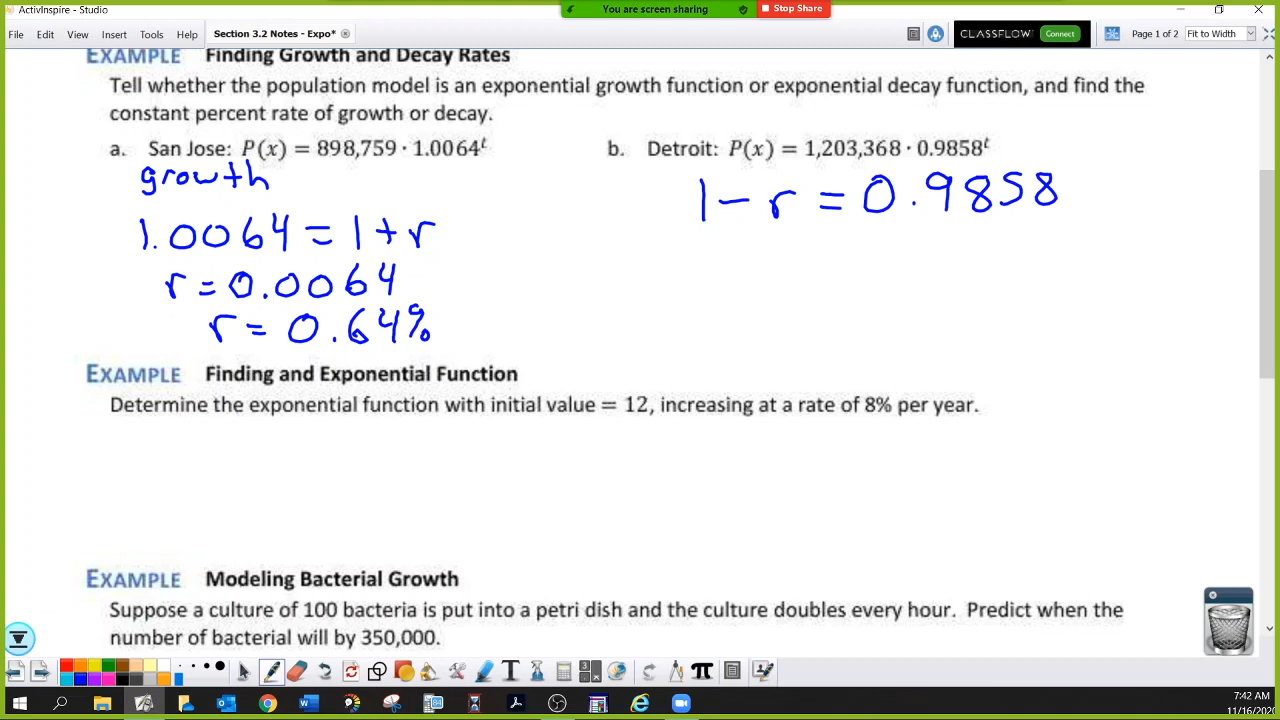 ActivInspire - Studio
You are screen sharing
Stop Share
File Edit View Insert Tools Help Section 3.2 Notes - Expo*
CLASSFLOW Connect
Page 1 of 2
Fit to Width
EXAMPLE Finding Growth and Decay Rates
Tell whether the population model is an exponential growth function or exponential decay function, and find the
constant percent rate of growth or decay.
a. San Jose: P(x) = 898,759 · 1.0064^t
b. Detroit: P(x) = 1,203,368 · 0.9858^t
growth
1.0064 = 1 + r
r = 0.0064
r = 0.64%
1 - r = 0.9858
EXAMPLE Finding and Exponential Function
Determine the exponential function with initial value = 12, increasing at a rate of 8% per year.
EXAMPLE Modeling Bacterial Growth
Suppose a culture of 100 bacteria is put into a petri dish and the culture doubles every hour. Predict when the
number of bacterial will by 350,000.
7:42 AM
11/16/2020